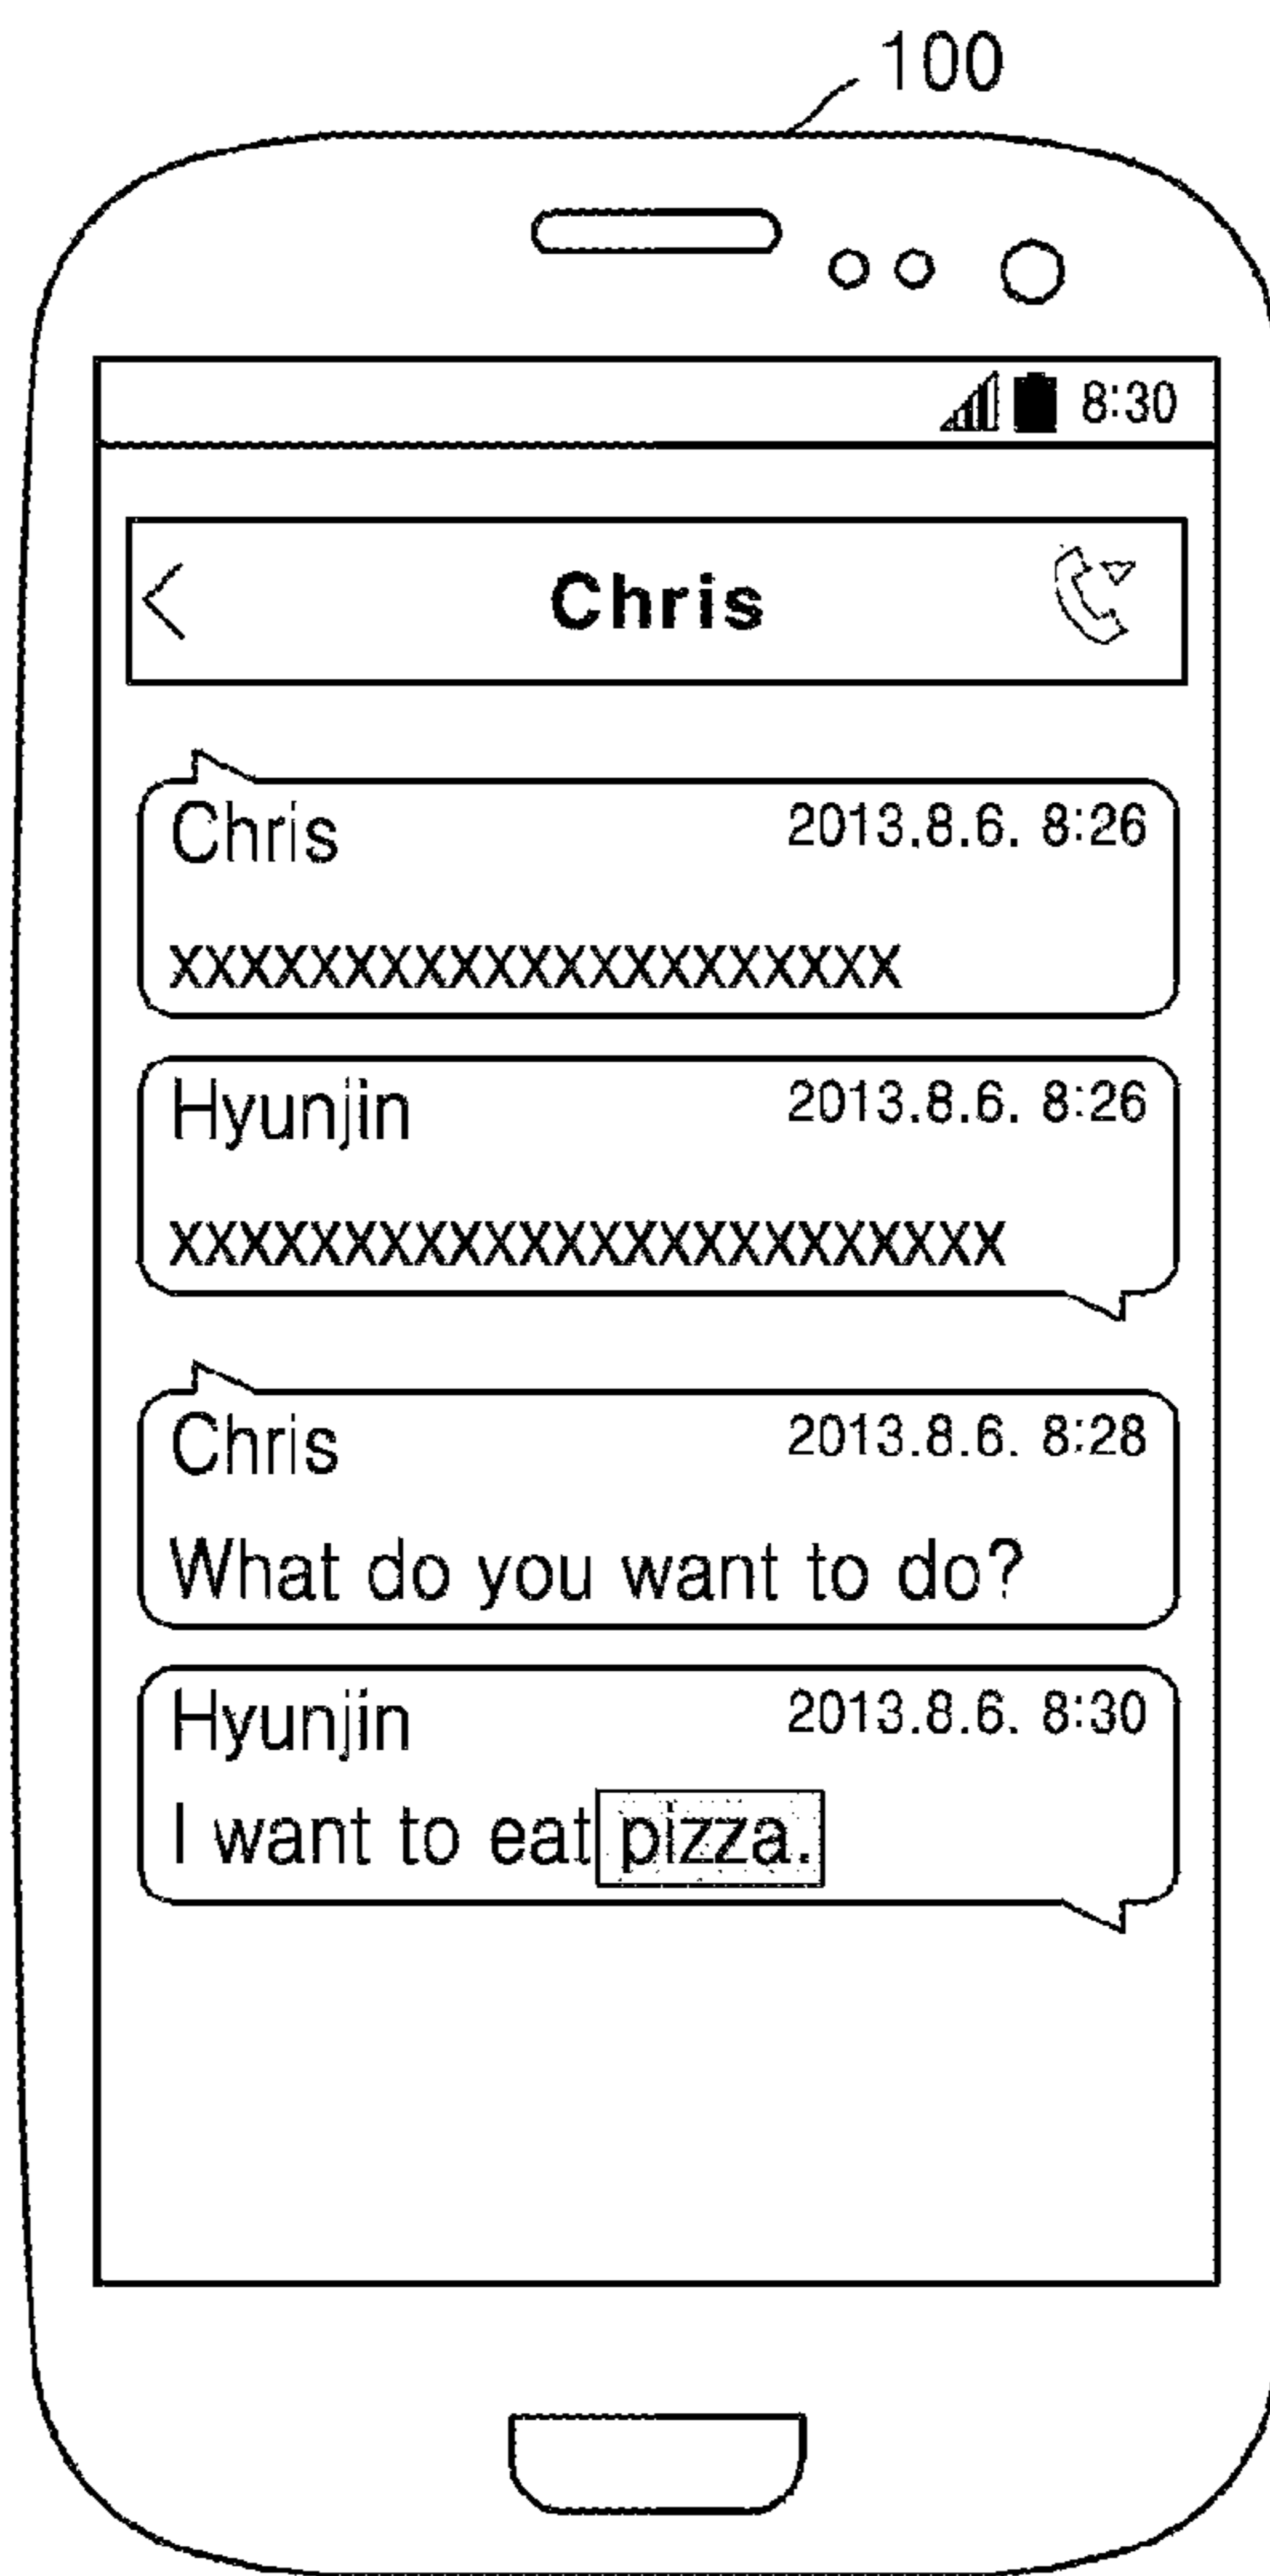 100
8:30
Chris
Chris 2013.8.6. 8:26
xxxxxxxxxxxxxxxxxxxxx
Hyunjin 2013.8.6. 8:26
xxxxxxxxxxxxxxxxxxxxxxxx
Chris 2013.8.6. 8:28
What do you want to do?
Hyunjin 2013.8.6. 8:30
I want to eat pizza.